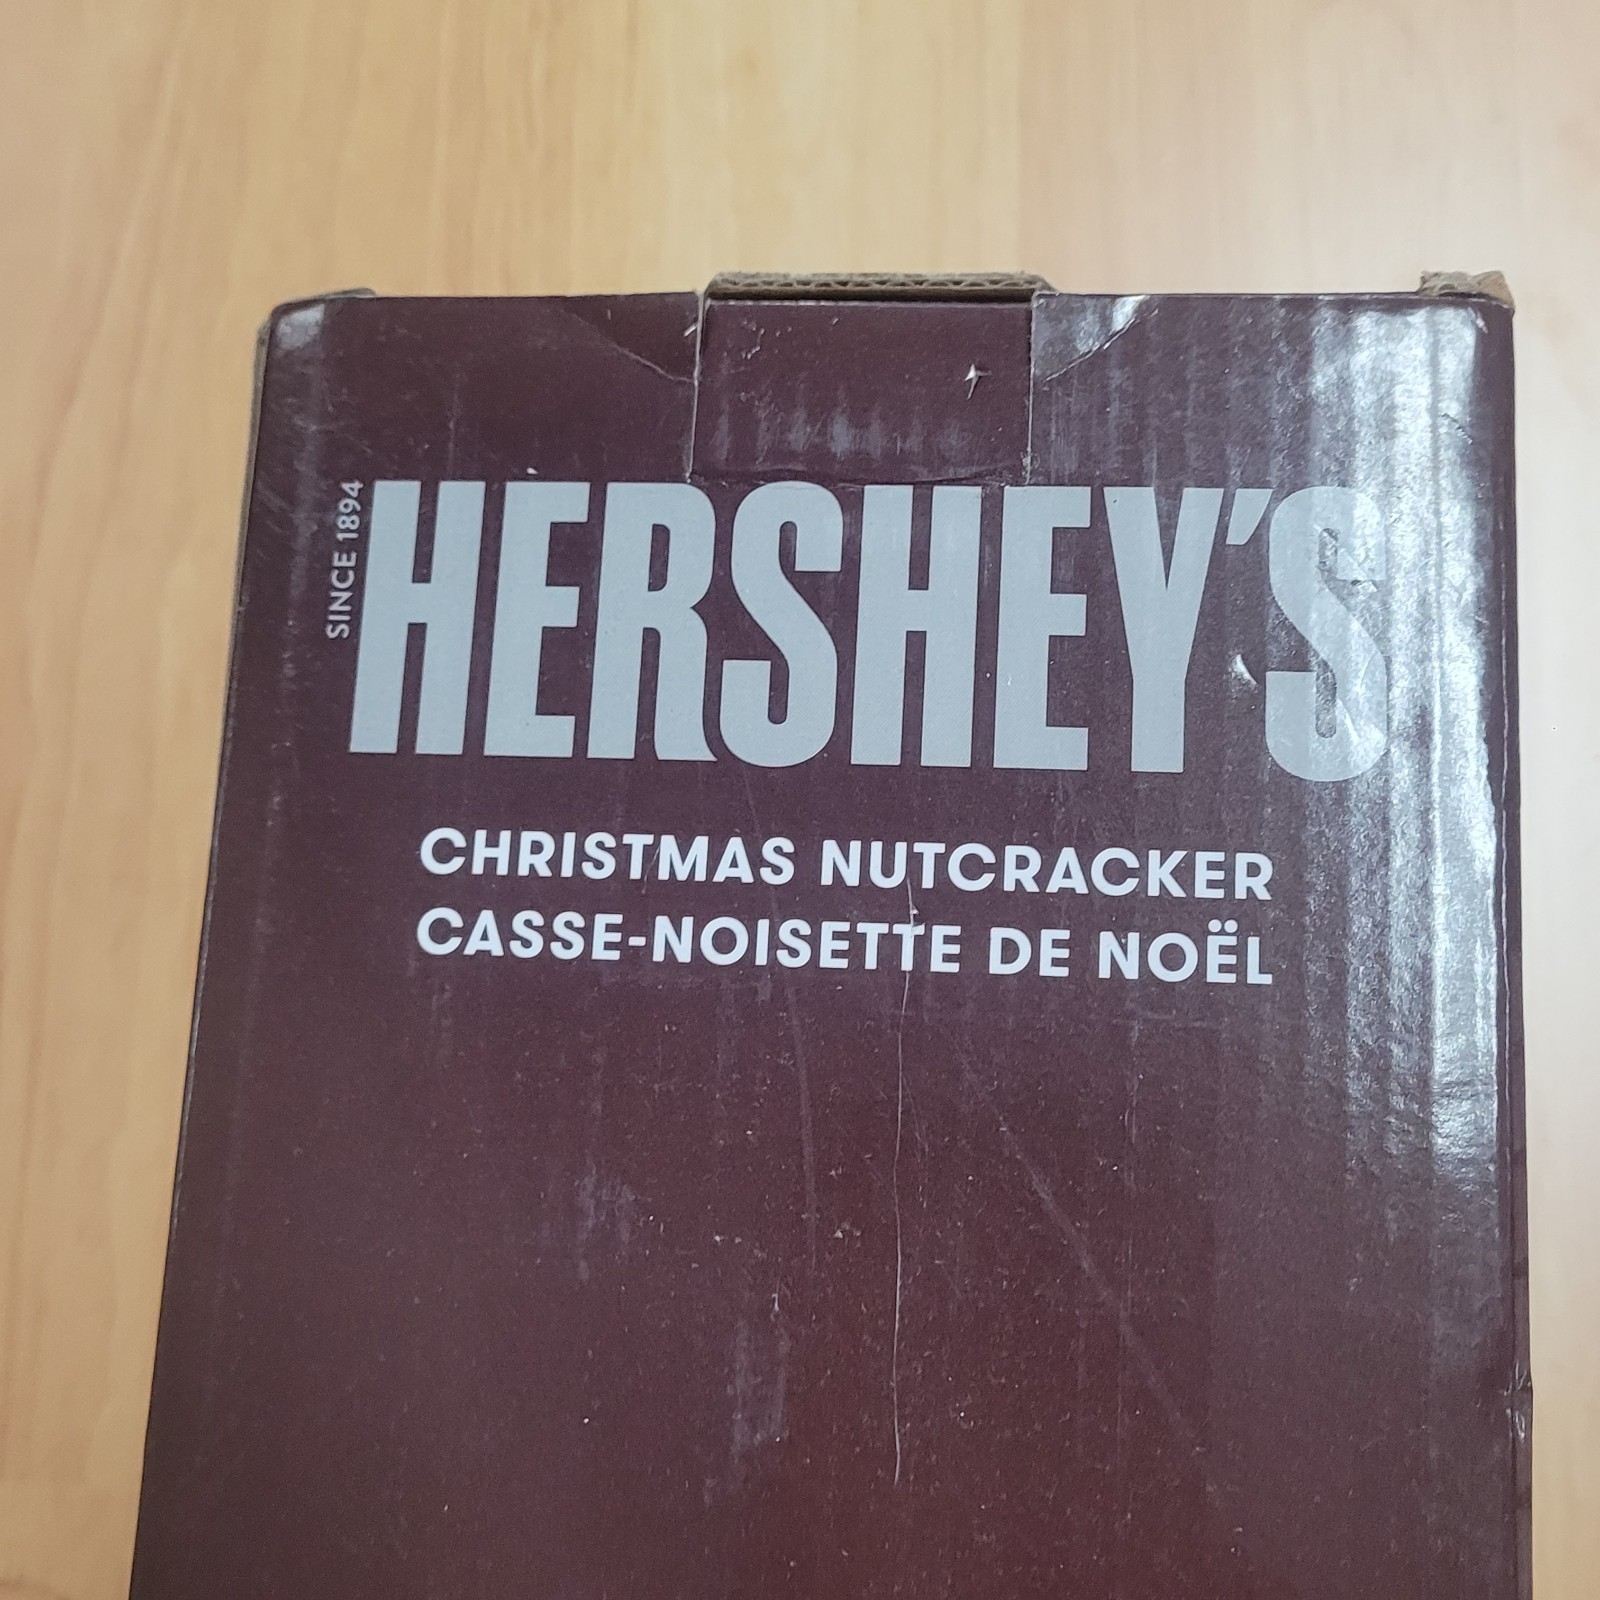 SINCE 1894
HERSHEY'S
CHRISTMAS NUTCRACKER
CASSE-NOISETTE DE NOËL